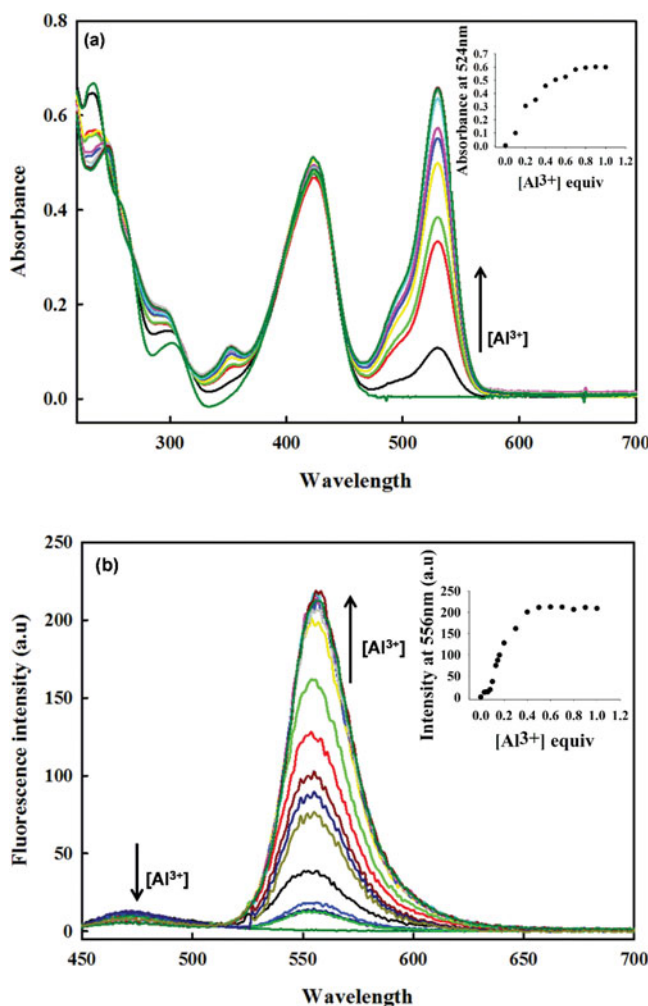 (a)
Absorbance
0.8
0.6
0.4
0.2
0.0
300 400 500 600 700
Wavelength
[Al3+]
Absorbance at 524nm
0.7
0.6
0.5
0.4
0.3
0.2
0.1
0.0
0.0 0.2 0.4 0.6 0.8 1.0 1.2
[Al3+] equiv
(b)
Fluorescence intensity (a.u)
250
200
150
100
50
0
450 500 550 600 650 700
Wavelength
[Al3+]
[Al3+]
Intensity at 556nm (a.u)
250
200
150
100
50
0
0.0 0.2 0.4 0.6 0.8 1.0 1.2
[Al3+] equiv